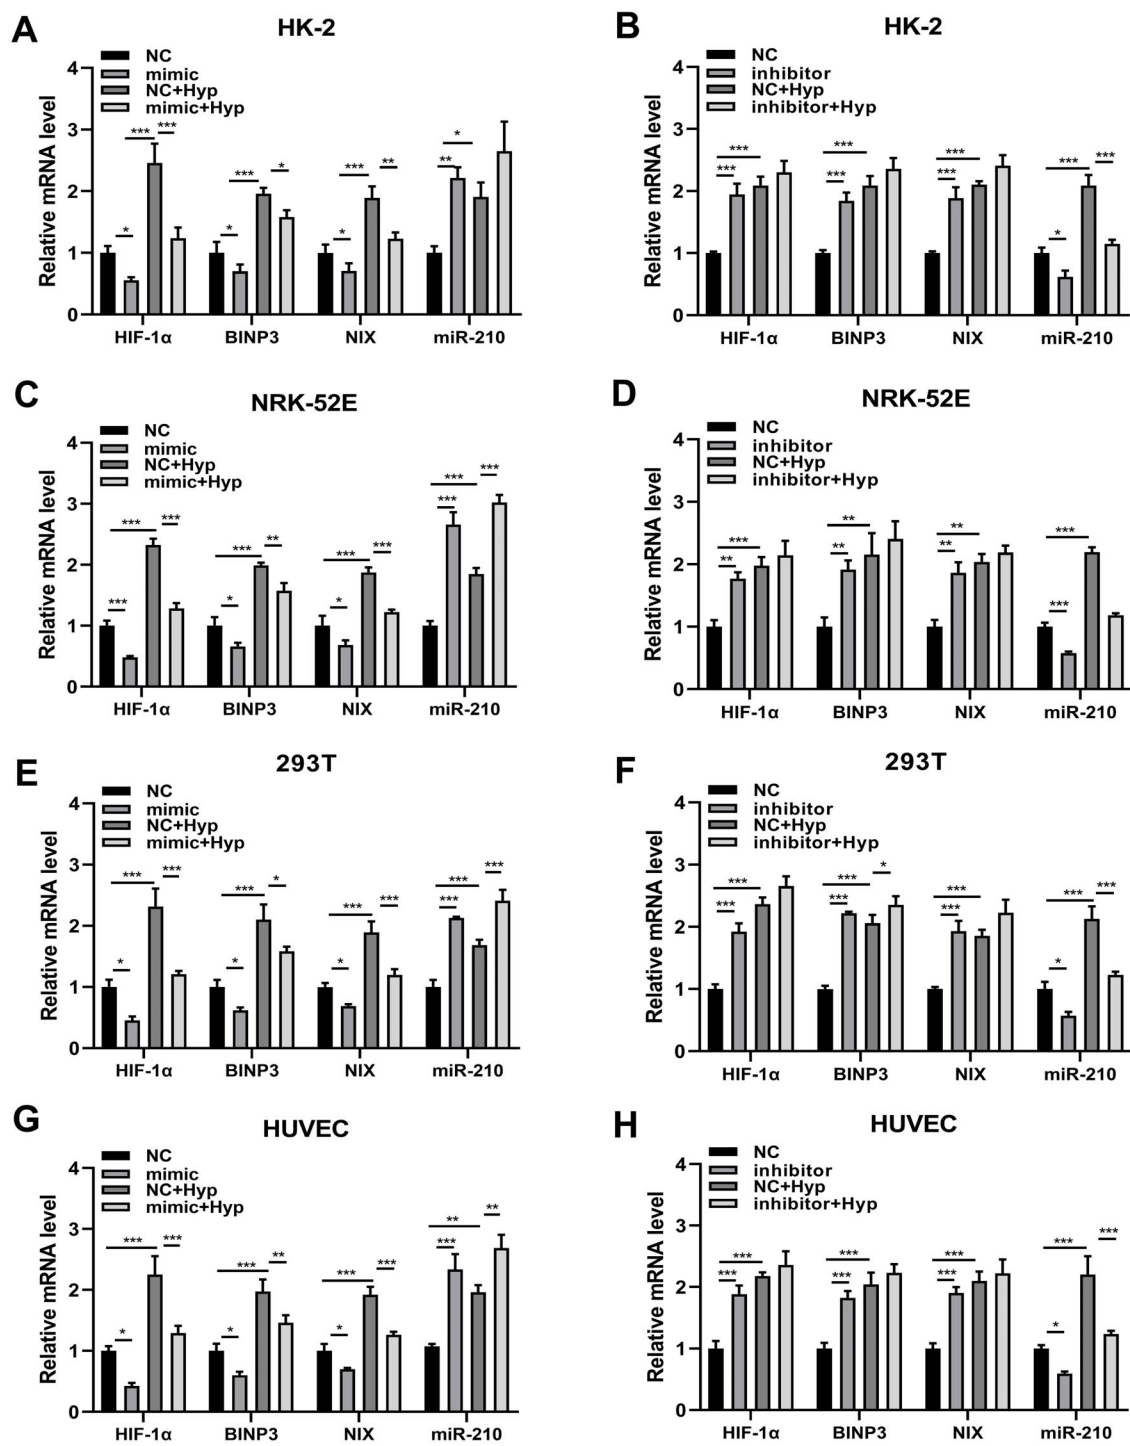 A
HK-2
NC
mimic
NC+Hyp
mimic+Hyp
Relative mRNA level
4
3
2
1
0
*
***
***
*
***
*
*
***
**
**
*
HIF-1α
BINP3
NIX
miR-210
B
HK-2
NC
inhibitor
NC+Hyp
inhibitor+Hyp
Relative mRNA level
4
3
2
1
0
***
***
***
***
***
***
*
***
***
HIF-1α
BINP3
NIX
miR-210
C
NRK-52E
NC
mimic
NC+Hyp
mimic+Hyp
Relative mRNA level
4
3
2
1
0
***
***
***
*
***
**
*
***
***
***
***
***
HIF-1α
BINP3
NIX
miR-210
D
NRK-52E
NC
inhibitor
NC+Hyp
inhibitor+Hyp
Relative mRNA level
4
3
2
1
0
**
***
**
**
**
**
***
***
HIF-1α
BINP3
NIX
miR-210
E
293T
NC
mimic
NC+Hyp
mimic+Hyp
Relative mRNA level
4
3
2
1
0
*
***
***
*
***
*
*
***
***
***
***
***
HIF-1α
BINP3
NIX
miR-210
F
293T
NC
inhibitor
NC+Hyp
inhibitor+Hyp
Relative mRNA level
4
3
2
1
0
***
***
***
***
*
***
***
*
***
***
HIF-1α
BINP3
NIX
miR-210
G
HUVEC
NC
mimic
NC+Hyp
mimic+Hyp
Relative mRNA level
4
3
2
1
0
*
***
***
*
***
**
*
***
***
***
**
**
HIF-1α
BINP3
NIX
miR-210
H
HUVEC
NC
inhibitor
NC+Hyp
inhibitor+Hyp
Relative mRNA level
4
3
2
1
0
***
***
***
***
***
***
*
***
***
HIF-1α
BINP3
NIX
miR-210